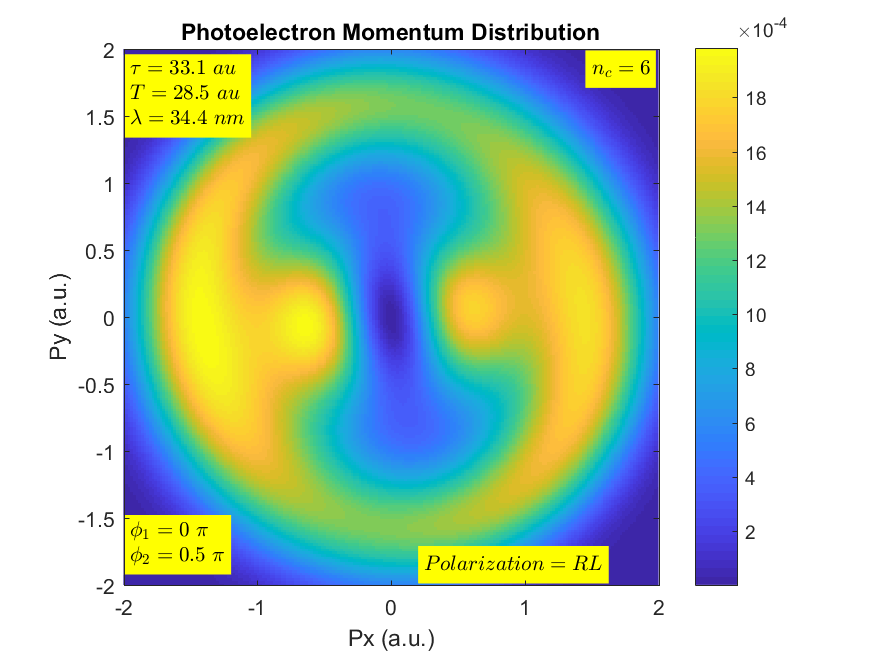 Photoelectron Momentum Distribution
×10⁻⁴
τ = 33.1 au
T = 28.5 au
λ = 34.4 nm
n_c = 6
2
1.5
1
0.5
0
-0.5
-1
-1.5
-2
Py (a.u.)
18
16
14
12
10
8
6
4
2
ϕ₁ = 0 π
ϕ₂ = 0.5 π
Polarization = RL
-2 -1 0 1 2
Px (a.u.)